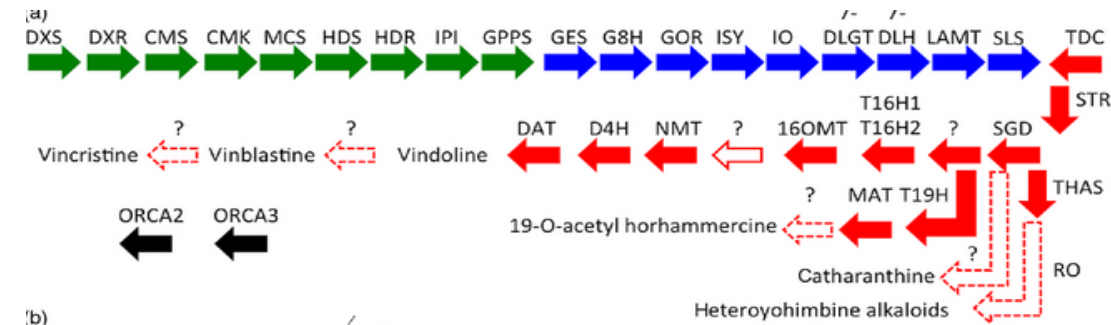 (a)
DXS DXR CMS CMK MCS HDS HDR IPI GPPS GES G8H GOR ISY IO DLGT DLH LAMT SLS TDC
STR
T16H1
DAT D4H NMT ? 16OMT T16H2 ? SGD
? ?
Vincristine Vinblastine Vindoline
THAS
? MAT T19H
ORCA2 ORCA3
19-O-acetyl horhammercine
?
RO
Catharanthine
Heteroyohimbine alkaloids
(b)